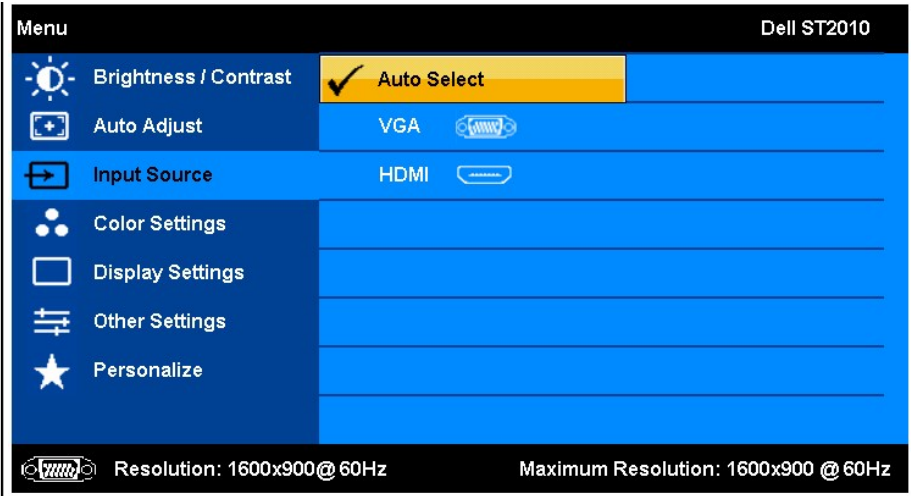 Menu Dell ST2010
Brightness / Contrast Auto Select
Auto Adjust VGA
Input Source HDMI
Color Settings
Display Settings
Other Settings
Personalize
Resolution: 1600x900@60Hz Maximum Resolution: 1600x900 @60Hz